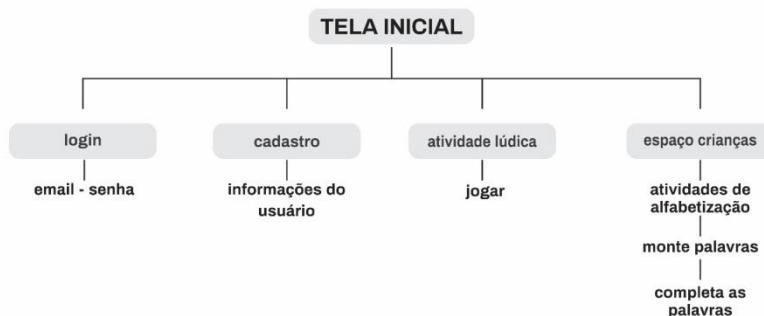 TELA INICIAL
login
cadastro
atividade lúdica
espaço crianças
email - senha
informações do
usuário
jogar
atividades de
alfabetização
monte palavras
completa as
palavras